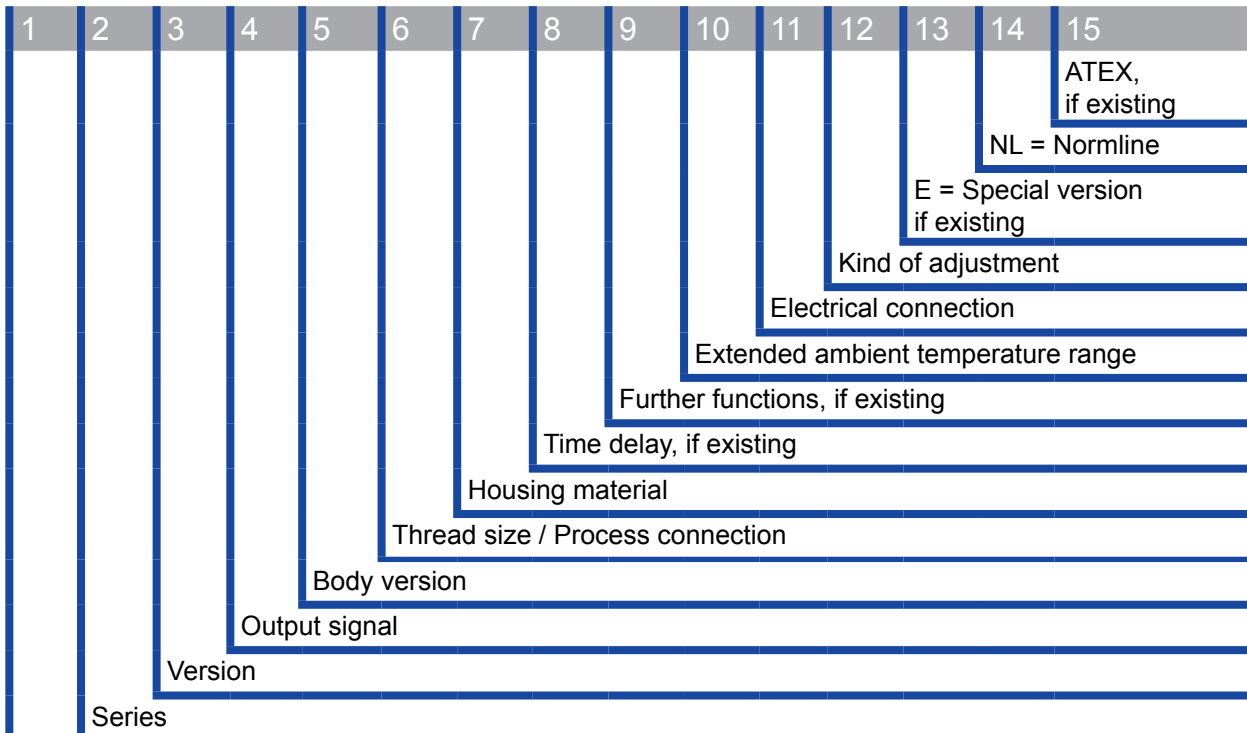 1 2 3 4 5 6 7 8 9 10 11 12 13 14 15
ATEX,
if existing
NL = Normline
E = Special version
if existing
Kind of adjustment
Electrical connection
Extended ambient temperature range
Further functions, if existing
Time delay, if existing
Housing material
Thread size / Process connection
Body version
Output signal
Version
Series